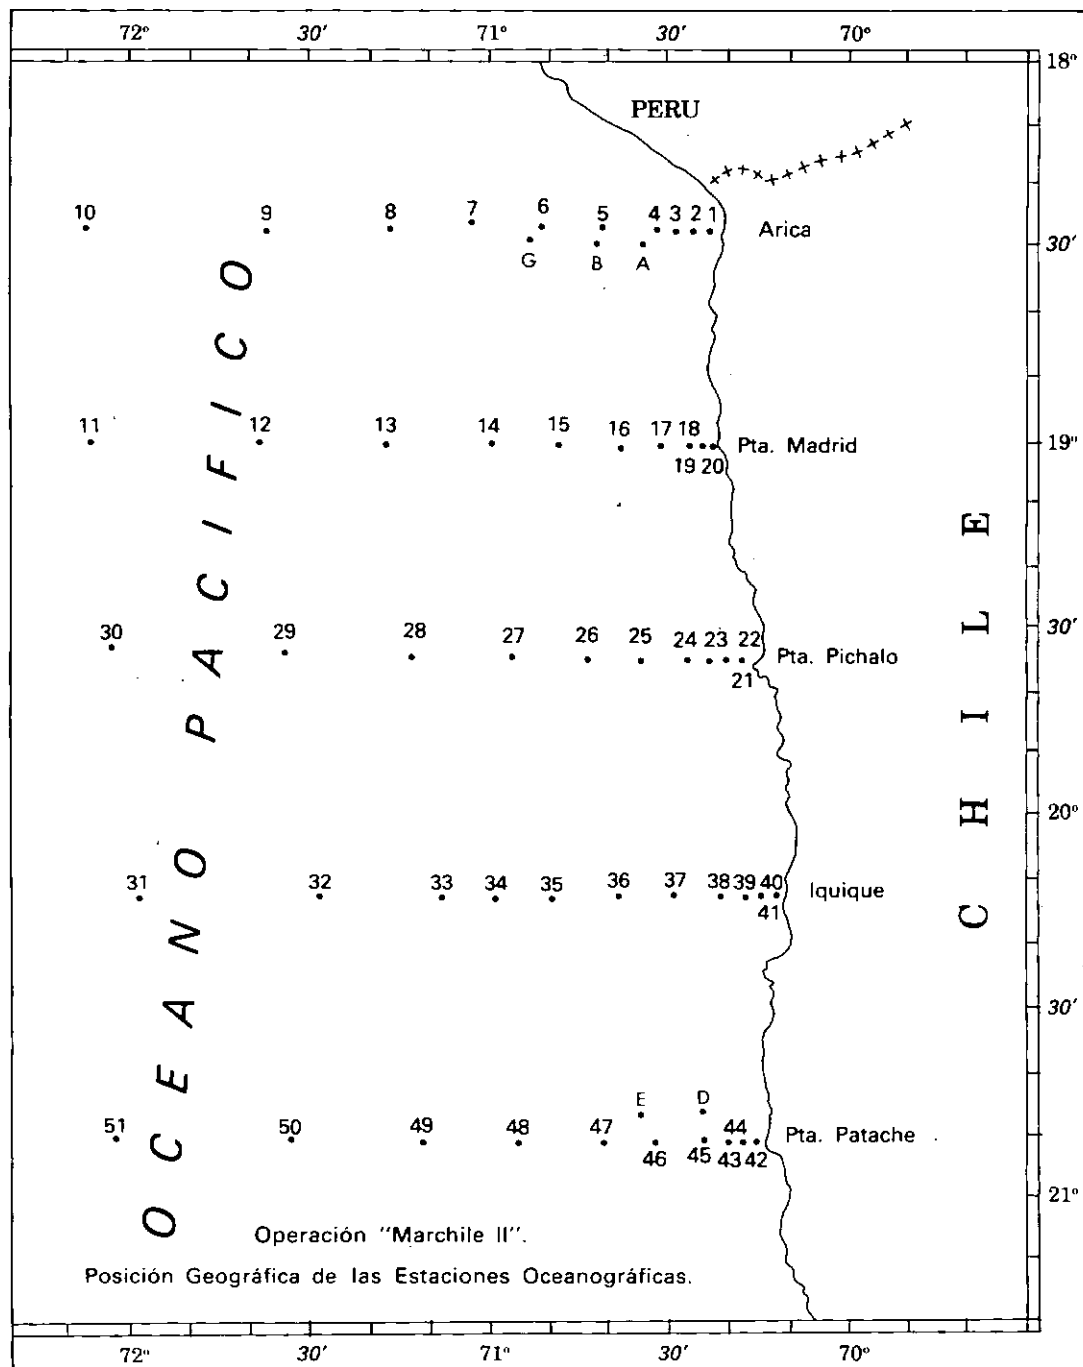 72° 30' 71° 30' 70°
18°
PERU
10 9 8 7 6 5 4 3 2 1 Arica
G B A
30'
11 12 13 14 15 16 17 18 Pta. Madrid
19 20
19°
30 29 28 27 26 25 24 23 22 Pta. Pichalo
21
30'
20°
31 32 33 34 35 36 37 38 39 40 Iquique
41
30'
E D
51 50 49 48 47 44 Pta. Patache
46 45 43 42
21°
OCEANO PACIFICO
CHILE
Operación "Marchile II".
Posición Geográfica de las Estaciones Oceanográficas.
72° 30' 71° 30' 70°